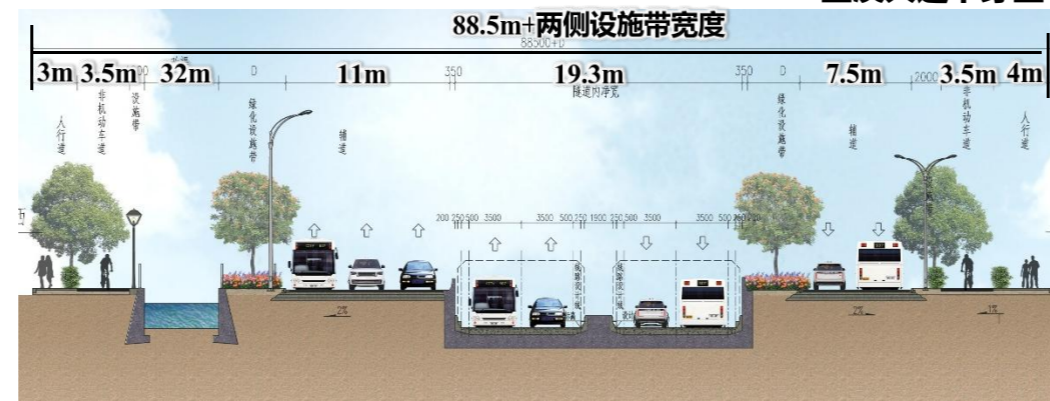 88.5m+两侧设施带宽度
88500+D
3m 3.5m 32m D 11m 350 19.3m 350 D 7.5m 2000 3.5m 4m
隧道内净宽
人行道
非机动车道
设施带
绿化设施带
辅道
绿化设施带
辅道
非机动车道
人行道
200 250 500 3500 3500 500 250 1900 250 500 3500 3500 500
2%
2%
1%